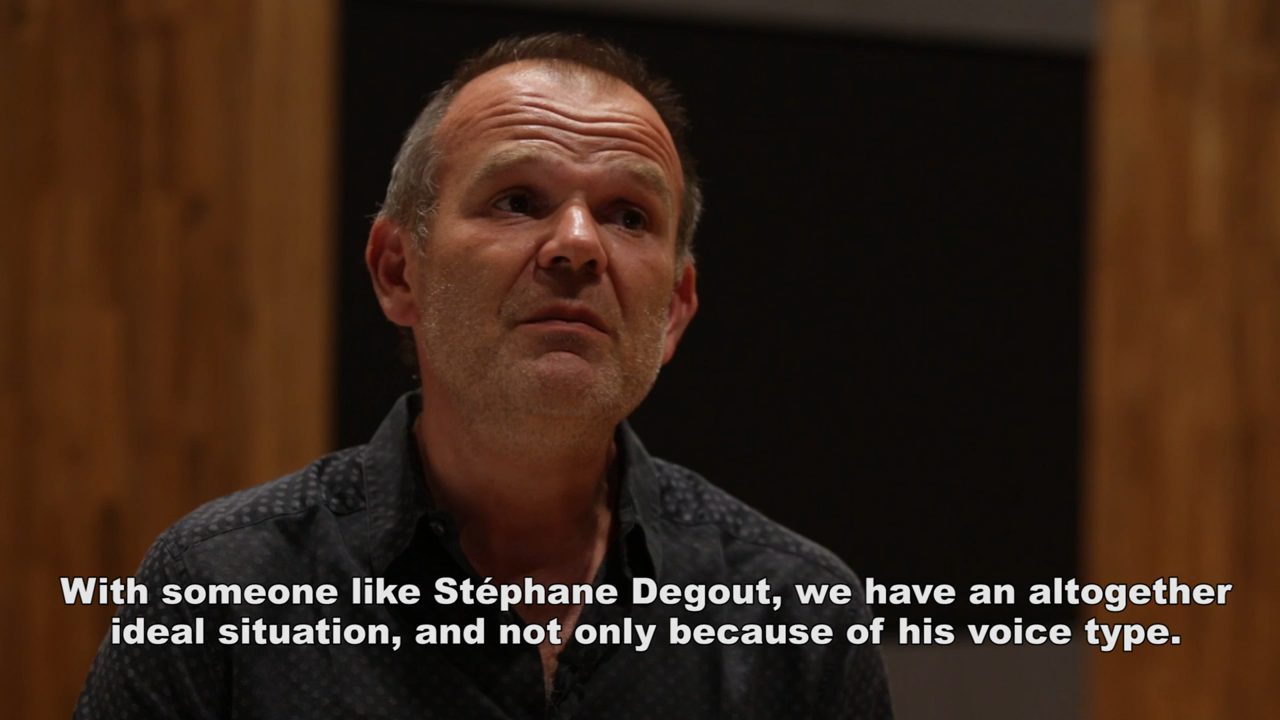 With someone like Stéphane Degout, we have an altogether
ideal situation, and not only because of his voice type.